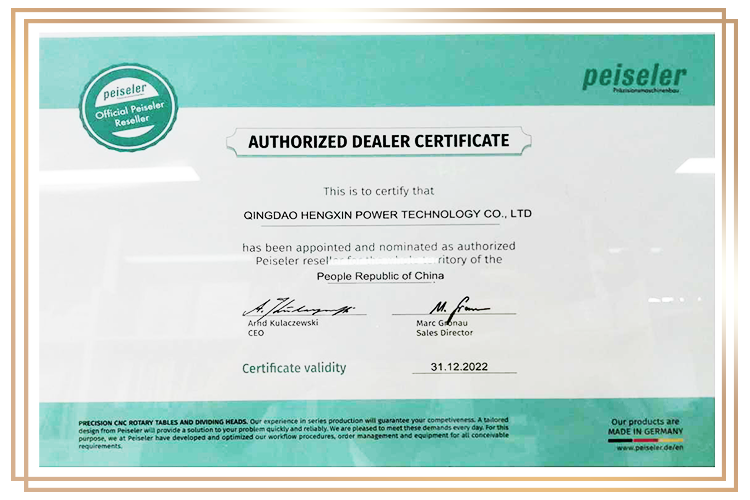 peiseler
Official Peiseler
Reseller
peiseler
Präzisionsmaschinenbau
AUTHORIZED DEALER CERTIFICATE
This is to certify that
QINGDAO HENGXIN POWER TECHNOLOGY CO., LTD
has been appointed and nominated as authorized
Peiseler of the
People Republic of China
Arnd Kulaczewski
CEO
Marc Gronau
Sales Director
Certificate validity
31.12.2022
PRECISION CNC ROTARY TABLES AND DIVIDING HEADS. Our experience in series production will guarantee your competiveness. A tailored
design from Peiseler will provide a solution to your problem quickly and reliably. We are pleased to meet these demands every day. For this
purpose, we at Peiseler have developed and optimized our workflow procedures, order management and equipment for all conceivable
requirements.
Our products are
MADE IN GERMANY
www.peiseler.de/en